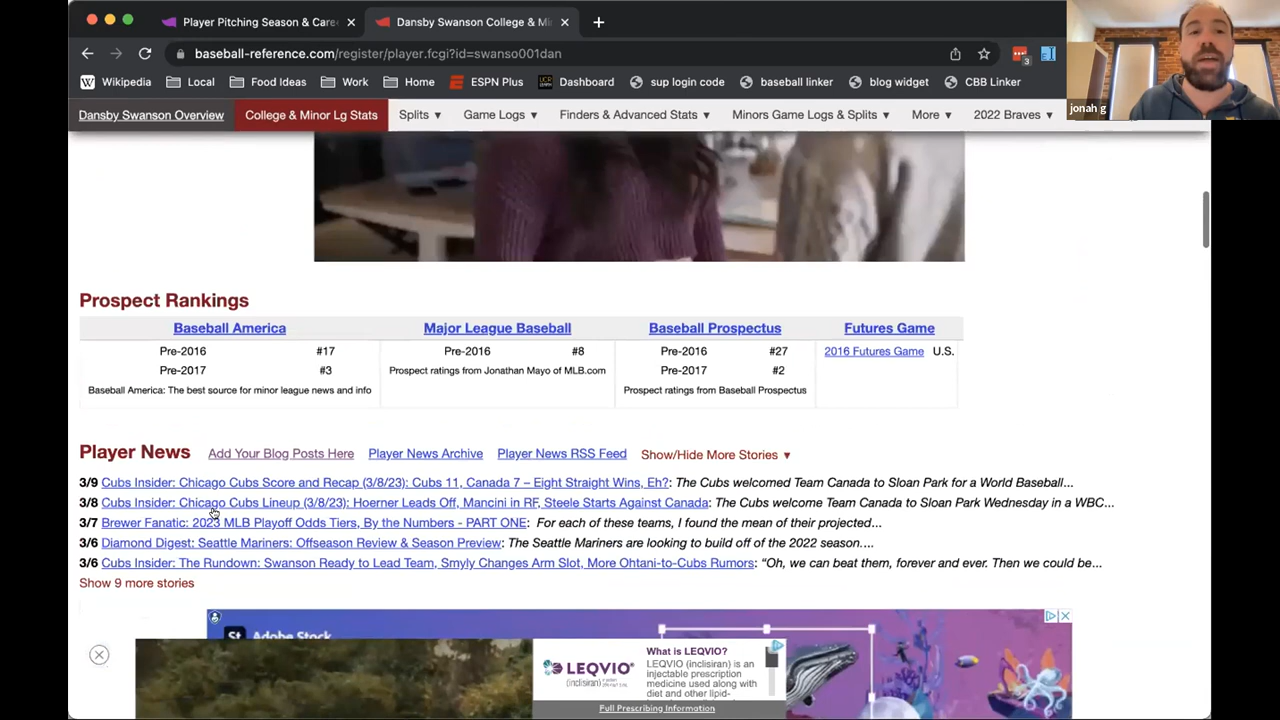 Player Pitching Season & Caree
Dansby Swanson College & Mi
baseball-reference.com/register/player.fcgi?id=swanso001dan
3
Wikipedia Local Food Ideas Work Home ESPN Plus Dashboard sup login code baseball linker blog widget CBB Linker
jonah g
Dansby Swanson Overview College & Minor Lg Stats Splits ▼ Game Logs ▼ Finders & Advanced Stats ▼ Minors Game Logs & Splits ▼ More ▼ 2022 Braves ▼
Prospect Rankings
Baseball America Major League Baseball Baseball Prospectus Futures Game
Pre-2016 #17 Pre-2016 #8 Pre-2016 #27 2016 Futures Game U.S.
Pre-2017 #3 Prospect ratings from Jonathan Mayo of MLB.com Pre-2017 #2
Baseball America: The best source for minor league news and info Prospect ratings from Baseball Prospectus
Player News Add Your Blog Posts Here Player News Archive Player News RSS Feed Show/Hide More Stories ▼
3/9 Cubs Insider: Chicago Cubs Score and Recap (3/8/23): Cubs 11, Canada 7 – Eight Straight Wins, Eh?: The Cubs welcomed Team Canada to Sloan Park for a World Baseball...
3/8 Cubs Insider: Chicago Cubs Lineup (3/8/23): Hoerner Leads Off, Mancini in RF, Steele Starts Against Canada: The Cubs welcome Team Canada to Sloan Park Wednesday in a WBC...
3/7 Brewer Fanatic: 2023 MLB Playoff Odds Tiers, By the Numbers - PART ONE: For each of these teams, I found the mean of their projected...
3/6 Diamond Digest: Seattle Mariners: Offseason Review & Season Preview: The Seattle Mariners are looking to build off of the 2022 season....
3/6 Cubs Insider: The Rundown: Swanson Ready to Lead Team, Smyly Changes Arm Slot, More Ohtani-to-Cubs Rumors: “Oh, we can beat them, forever and ever. Then we could be...
Show 9 more stories
St Adobe Stock
LEQVIO
(inclisiran)
What is LEQVIO?
LEQVIO (inclisiran) is an
injectable prescription
medicine used along with
diet and other lipid-
Full Prescribing Information